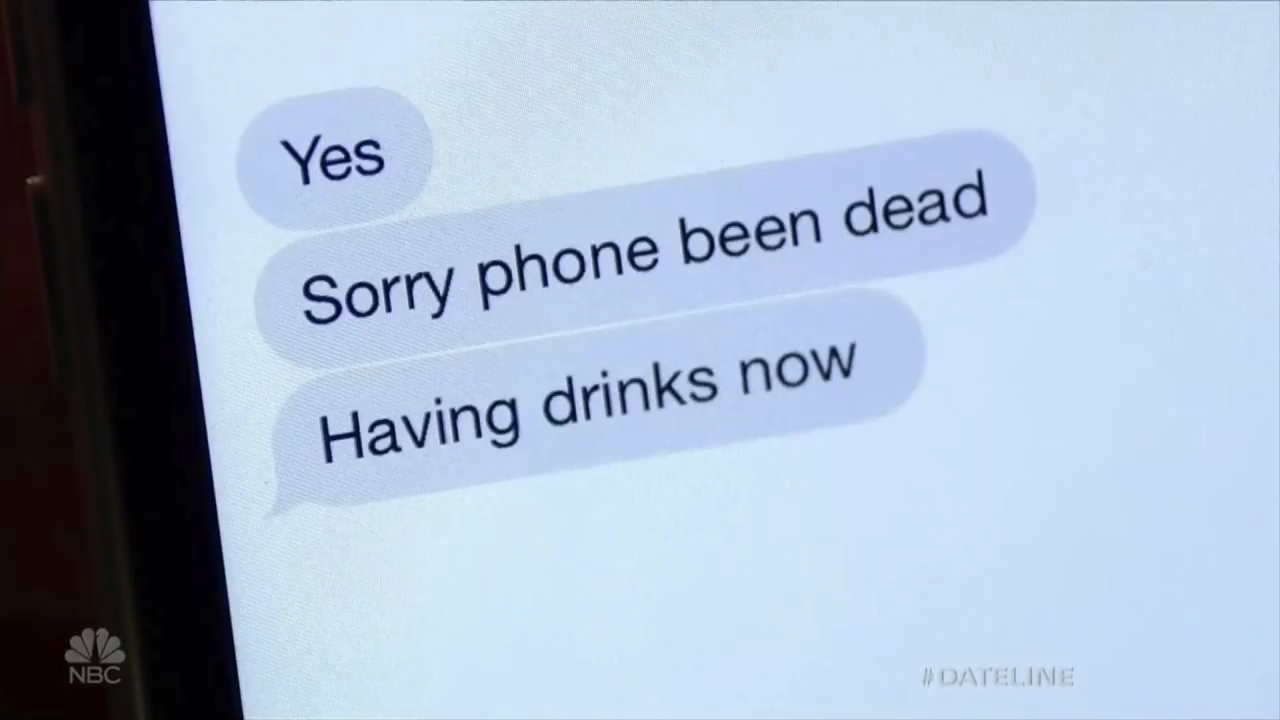 Yes
Sorry phone been dead
Having drinks now
NBC
#DATELINE